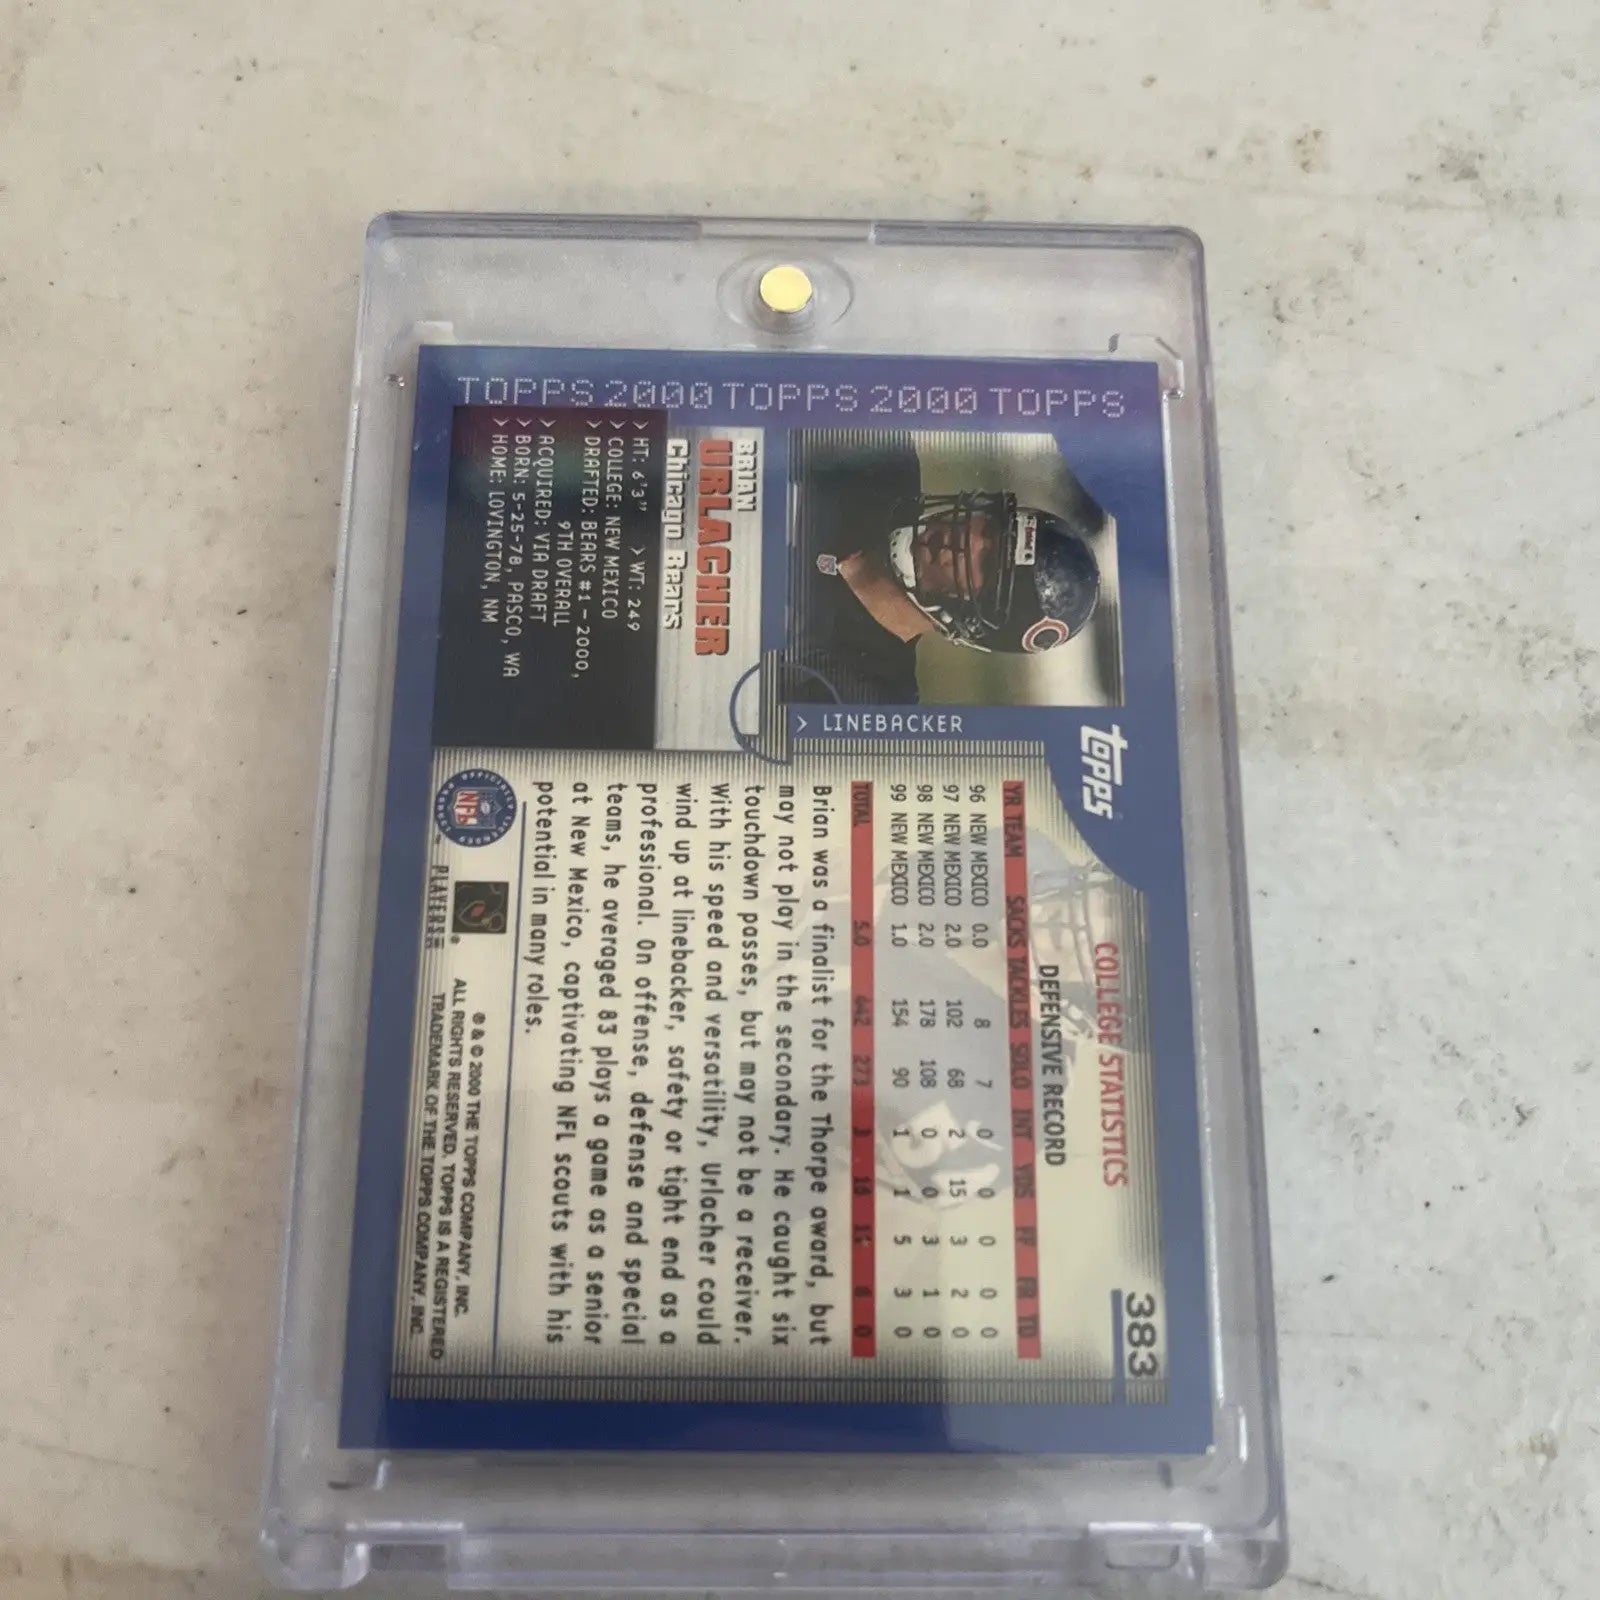 TOPPS 2000 TOPPS 2000 TOPPS
383
topps
COLLEGE STATISTICS
DEFENSIVE RECORD
> LINEBACKER
BRIAN
URLACHER
Chicago Bears
> HT: 6'3" > WT: 249
> COLLEGE: NEW MEXICO
> DRAFTED: BEARS #1 - 2000,
9TH OVERALL
> ACQUIRED: VIA DRAFT
> BORN: 5-25-78, PASCO, WA
> HOME: LOVINGTON, NM
YR TEAM SACKS TACKLES SOLO INT YDS FF FR TD
96 NEW MEXICO 0.0 8 7 0 0 0 0 0
97 NEW MEXICO 2.0 102 68 2 15 3 2 0
98 NEW MEXICO 2.0 178 108 0 0 3 1 0
99 NEW MEXICO 1.0 154 90 1 1 5 3 0
TOTAL 5.0 442 273 3 16 11 6 0
Brian was a finalist for the Thorpe award, but
may not play in the secondary. He caught six
touchdown passes, but may not be a receiver.
With his speed and versatility, Urlacher could
wind up at linebacker, safety or tight end as a
professional. On offense, defense and special
teams, he averaged 83 plays a game as a senior
at New Mexico, captivating NFL scouts with his
potential in many roles.
NFL
PLAYERS INC
® & © 2000 THE TOPPS COMPANY, INC.
ALL RIGHTS RESERVED. TOPPS IS A REGISTERED
TRADEMARK OF THE TOPPS COMPANY, INC.